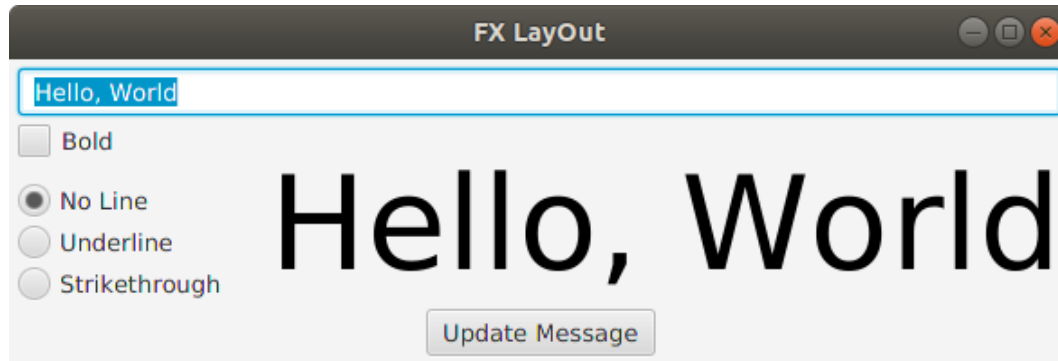 FX LayOut
Hello, World
Bold
No Line
Underline
Strikethrough
Hello, World
Update Message